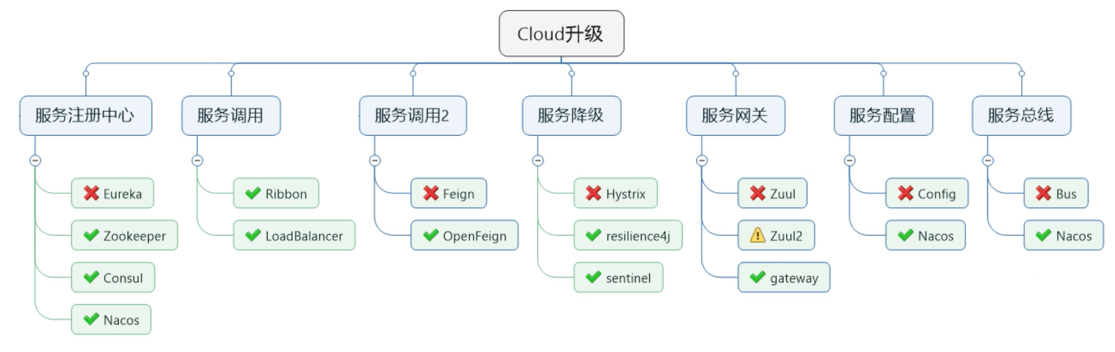 Cloud升级
服务注册中心
服务调用
服务调用2
服务降级
服务网关
服务配置
服务总线
Eureka
Zookeeper
Consul
Nacos
Ribbon
LoadBalancer
Feign
OpenFeign
Hystrix
resilience4j
sentinel
Zuul
Zuul2
gateway
Config
Nacos
Bus
Nacos